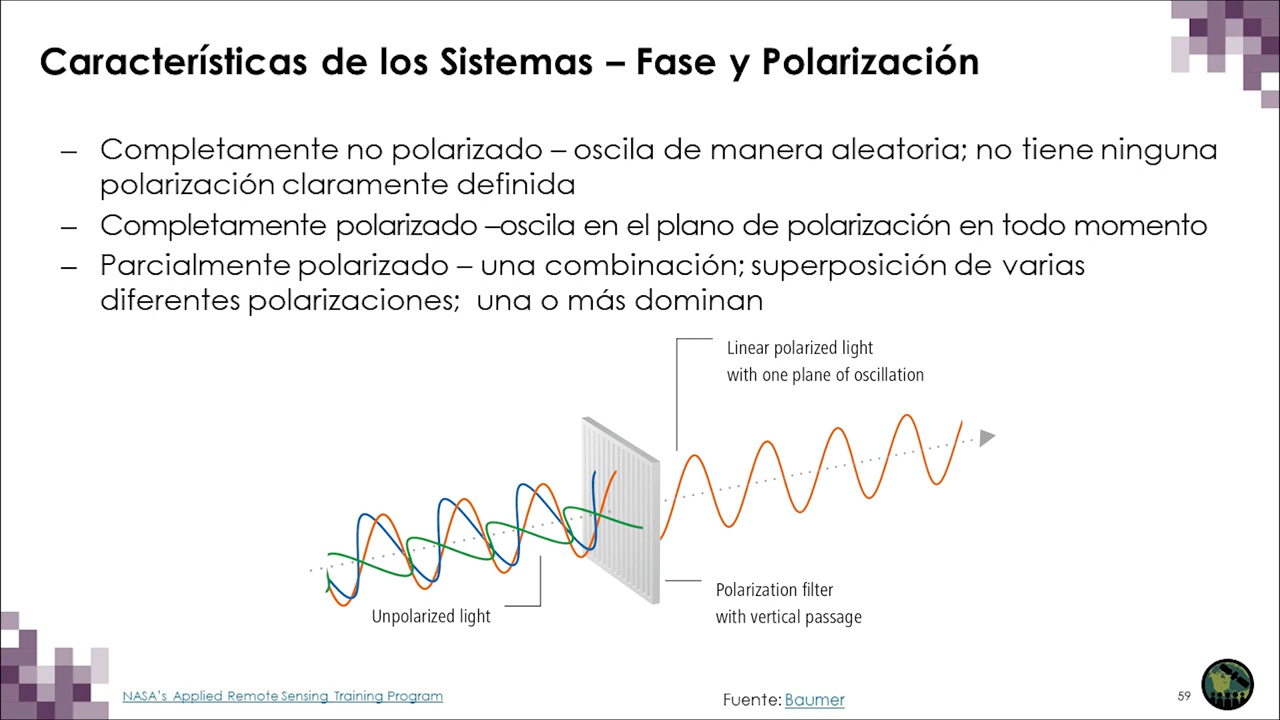 Características de los Sistemas – Fase y Polarización
– Completamente no polarizado – oscila de manera aleatoria; no tiene ninguna
polarización claramente definida
– Completamente polarizado –oscila en el plano de polarización en todo momento
– Parcialmente polarizado – una combinación; superposición de varias
diferentes polarizaciones; una o más dominan
Linear polarized light
with one plane of oscillation
Unpolarized light
Polarization filter
with vertical passage
NASA's Applied Remote Sensing Training Program
Fuente: Baumer
59